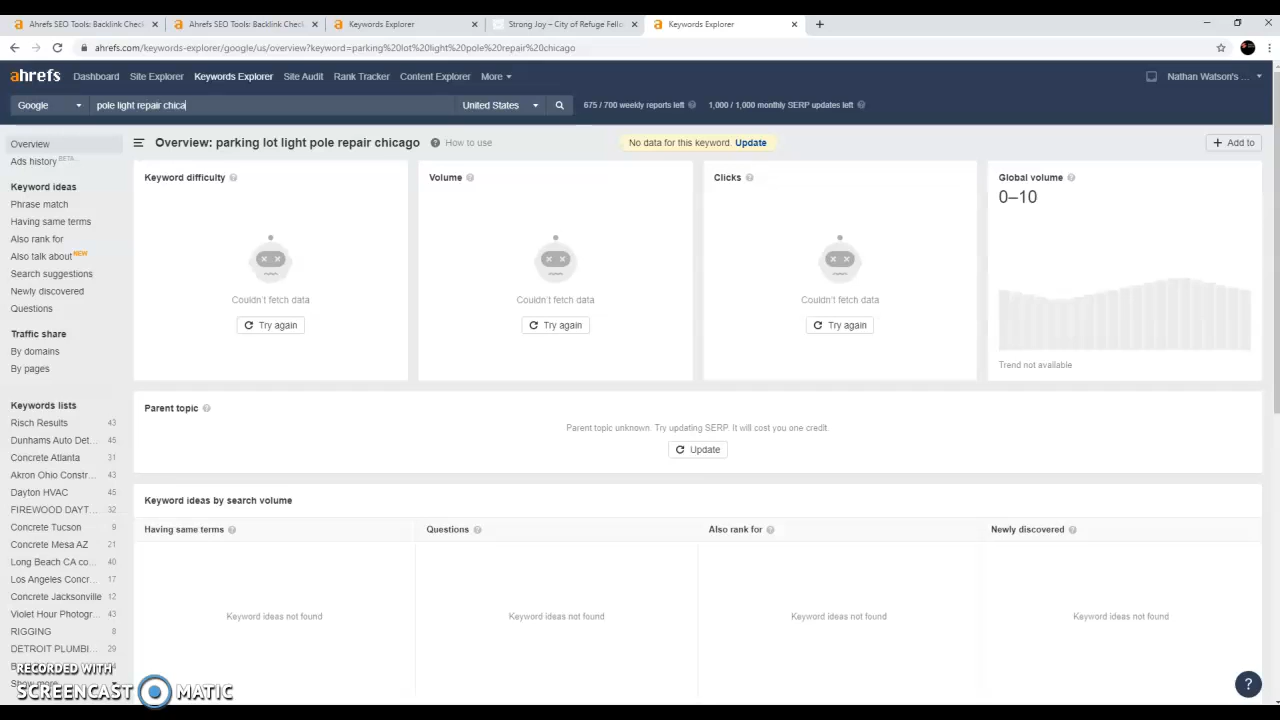 Ahrefs SEO Tools: Backlink Check
Ahrefs SEO Tools: Backlink Check
Keywords Explorer
Strong Joy – City of Refuge Fello
Keywords Explorer
ahrefs.com/keywords-explorer/google/us/overview?keyword=parking%20lot%20light%20pole%20repair%20chicago
ahrefs Dashboard Site Explorer Keywords Explorer Site Audit Rank Tracker Content Explorer More Nathan Watson's ...
Google pole light repair chica United States 675 / 700 weekly reports left 1,000 / 1,000 monthly SERP updates left
Overview
Ads history BETA
Keyword ideas
Phrase match
Having same terms
Also rank for
Also talk about NEW
Search suggestions
Newly discovered
Questions
Traffic share
By domains
By pages
Keywords lists
Risch Results 43
Dunhams Auto Det... 45
Concrete Atlanta 31
Akron Ohio Constr... 43
Dayton HVAC 45
FIREWOOD DAYT... 32
Concrete Tucson 9
Concrete Mesa AZ 21
Long Beach CA co... 40
Los Angeles Concr... 17
Concrete Jacksonville 12
Violet Hour Photogr... 43
RIGGING 8
DETROIT PLUMBI... 29
Overview: parking lot light pole repair chicago How to use No data for this keyword. Update + Add to
Keyword difficulty
Couldn't fetch data
Try again
Volume
Couldn't fetch data
Try again
Clicks
Couldn't fetch data
Try again
Global volume
0–10
Trend not available
Parent topic
Parent topic unknown. Try updating SERP. It will cost you one credit
Update
Keyword ideas by search volume
Having same terms Questions Also rank for Newly discovered
Keyword ideas not found Keyword ideas not found Keyword ideas not found Keyword ideas not found
RECORDED WITH
SCREENCAST MATIC
?